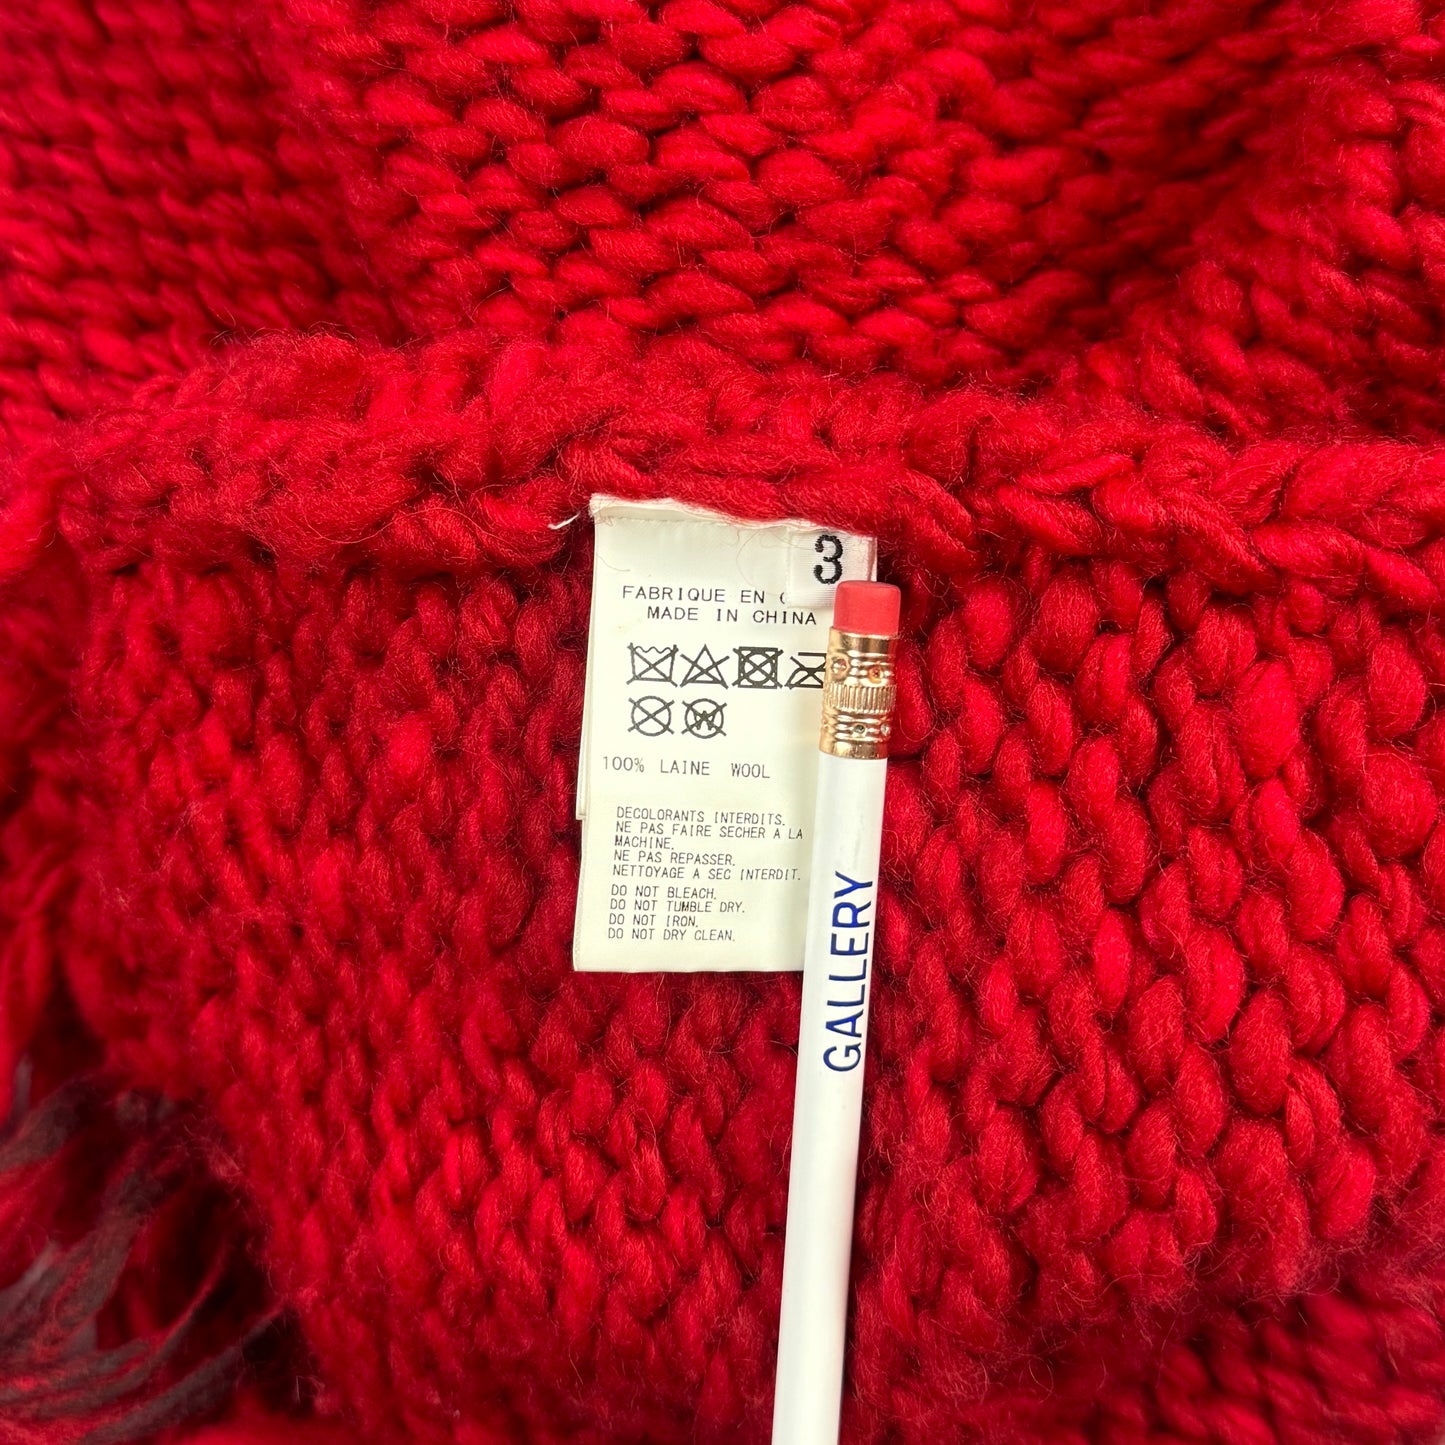 3
FABRIQUE EN
MADE IN CHINA
W
100% LAINE WOOL
DECOLORANTS INTERDITS.
NE PAS FAIRE SECHER A LA
MACHINE.
NE PAS REPASSER.
NETTOYAGE A SEC INTERDIT.
DO NOT BLEACH.
DO NOT TUMBLE DRY.
DO NOT IRON.
DO NOT DRY CLEAN.
GALLERY